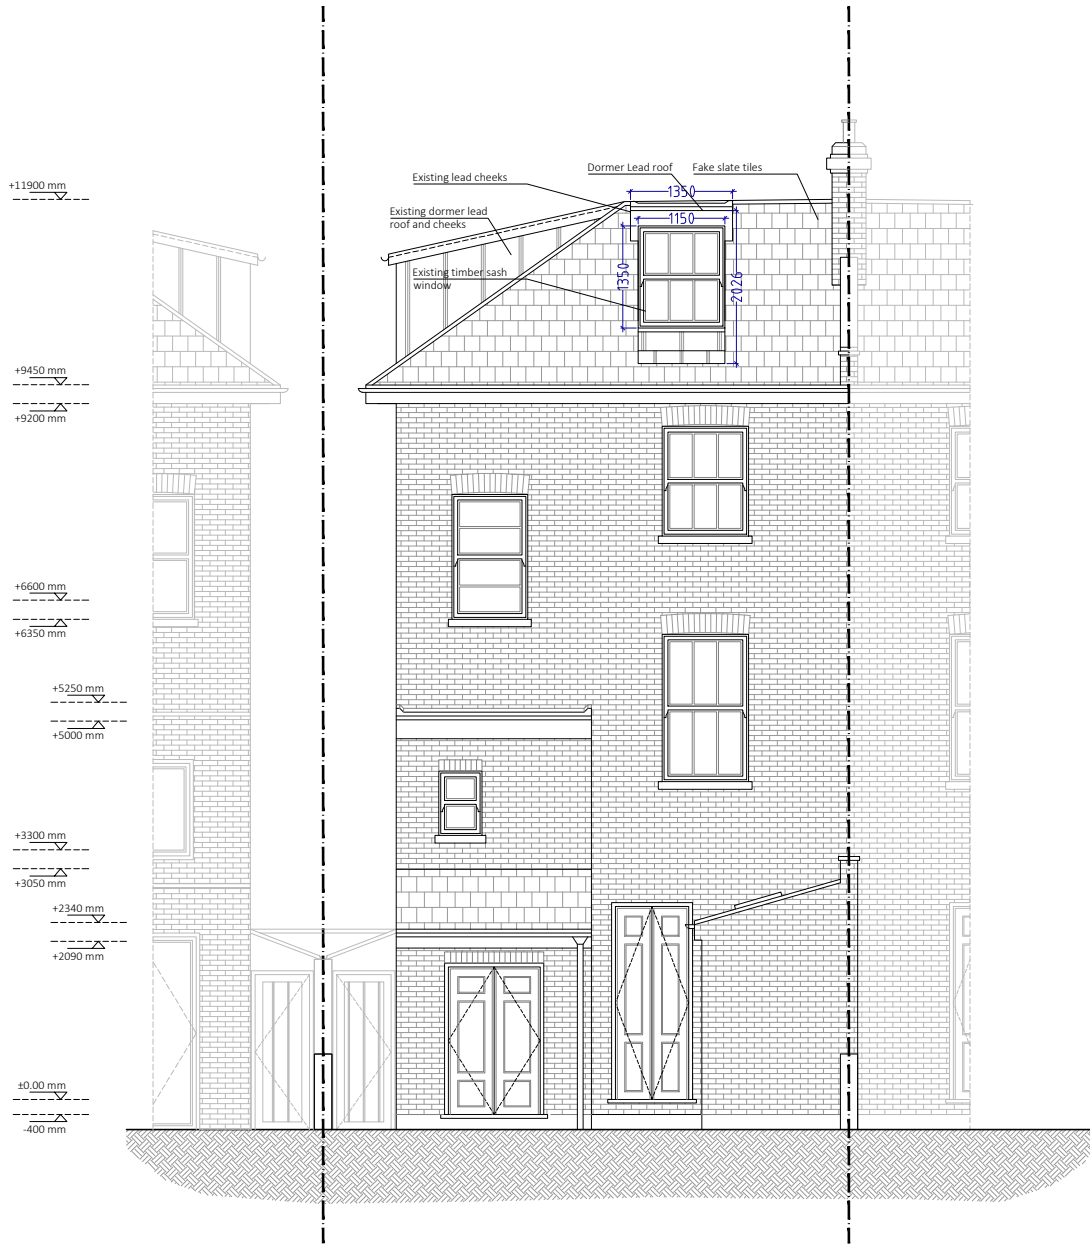 Dormer Lead roof
Fake slate tiles
Existing lead cheeks
+11900 mm
1350
Existing dormer lead
roof and cheeks
1150
Existing timber sash
window
1350
2026
+9450 mm
+9200 mm
+6600 mm
+6350 mm
+5250 mm
+5000 mm
+3300 mm
+3050 mm
+2340 mm
+2090 mm
±0.00 mm
-400 mm